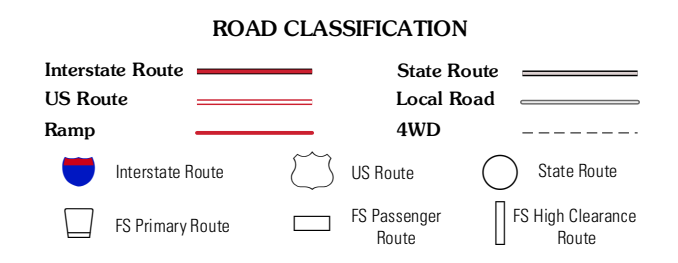 ROAD CLASSIFICATION
Interstate Route
State Route
US Route
Local Road
Ramp
4WD
Interstate Route
US Route
State Route
FS Primary Route
FS Passenger
Route
FS High Clearance
Route